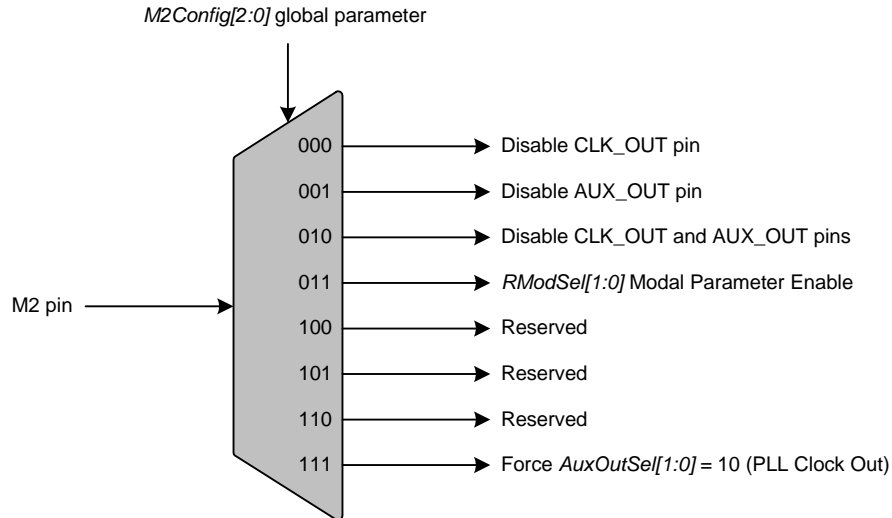 M2Config[2:0] global parameter
000 Disable CLK_OUT pin
001 Disable AUX_OUT pin
010 Disable CLK_OUT and AUX_OUT pins
011 RModSel[1:0] Modal Parameter Enable
M2 pin
100 Reserved
101 Reserved
110 Reserved
111 Force AuxOutSel[1:0] = 10 (PLL Clock Out)